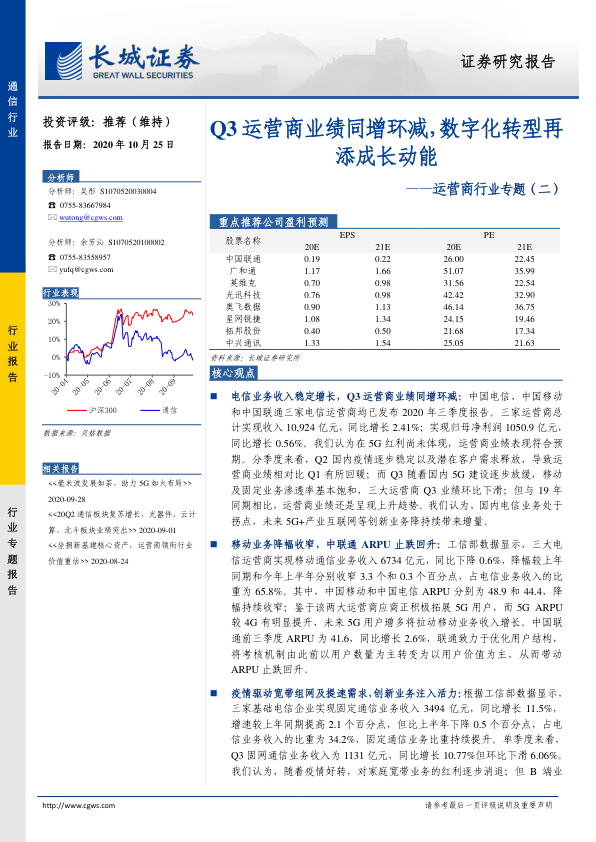 长城证券
GREAT WALL SECURITIES
证券研究报告
通信行业
行业报告
行业专题报告
投资评级：推荐（维持）
报告日期：2020 年 10 月 25 日
分析师
分析师：吴彤 S1070520030004
☎ 0755-83667984
✉ wutong@cgws.com
分析师：余芳沁 S1070520100002
☎ 0755-83558957
✉ yufq@cgws.com
行业表现
30%
20%
10%
0%
−10%
20-04
20-05
20-06
20-07
20-08
20-09
沪深300
通信
数据来源：贝格数据
相关报告
<<毫米波发展如荼，助力 5G 如火布局>>
2020-09-28
<<20Q2 通信板块复苏增长，光器件、云计
算、北斗板块业绩突出>> 2020-09-01
<<坐拥新基建核心资产，运营商领衔行业
价值重估>> 2020-08-24
Q3 运营商业绩同增环减，数字化转型再
添成长动能
——运营商行业专题（二）
重点推荐公司盈利预测
股票名称 EPS PE
20E 21E 20E 21E
中国联通 0.19 0.22 26.00 22.45
广和通 1.17 1.66 51.07 35.99
英维克 0.70 0.98 31.56 22.54
光迅科技 0.76 0.98 42.42 32.90
奥飞数据 0.90 1.13 46.14 36.75
星网锐捷 1.08 1.34 24.15 19.46
拓邦股份 0.40 0.50 21.68 17.34
中兴通讯 1.33 1.54 25.05 21.63
资料来源：长城证券研究所
核心观点
■ 电信业务收入稳定增长，Q3 运营商业绩同增环减：中国电信、中国移动
和中国联通三家电信运营商均已发布 2020 年三季度报告。三家运营商总
计实现收入 10,924 亿元，同比增长 2.41%；实现归母净利润 1050.9 亿元，
同比增长 0.56%。我们认为在 5G 红利尚未体现，运营商业绩表现符合预
期。分季度来看，Q2 国内疫情逐步稳定以及潜在客户需求释放，导致运
营商业绩相对比 Q1 有所回暖；而 Q3 随着国内 5G 建设逐步放缓，移动
及固定业务渗透率基本饱和，三大运营商 Q3 业绩环比下滑；但与 19 年
同期相比，运营商业绩还是呈现上升趋势。我们认为，国内电信业务处于
拐点，未来 5G+产业互联网等创新业务降持续带来增量。
■ 移动业务降幅收窄，中联通 ARPU 止跌回升：工信部数据显示，三大电
信运营商实现移动通信业务收入 6734 亿元，同比下降 0.6%，降幅较上年
同期和今年上半年分别收窄 3.3 个和 0.3 个百分点，占电信业务收入的比
重为 65.8%。其中，中国移动和中国电信 ARPU 分别为 48.9 和 44.4，降
幅持续收窄；鉴于该两大运营商应商正积极拓展 5G 用户，而 5G ARPU
较 4G 有明显提升，未来 5G 用户增多将拉动移动业务收入增长。中国联
通前三季度 ARPU 为 41.6，同比增长 2.6%，联通致力于优化用户结构，
将考核机制由此前以用户数量为主转变为以用户价值为主，从而带动
ARPU 止跌回升。
■ 疫情驱动宽带组网及提速需求，创新业务注入活力：根据工信部数据显示，
三家基础电信企业实现固定通信业务收入 3494 亿元，同比增长 11.5%，
增速较上年同期提高 2.1 个百分点，但比上半年下降 0.5 个百分点，占电
信业务收入的比重为 34.2%，固定通信业务比重持续提升。单季度来看，
Q3 固网通信业务收入为 1131 亿元，同比增长 10.77%但环比下滑 6.06%。
我们认为，随着疫情好转，对家庭宽带业务的红利逐步消退；但 B 端业
http://www.cgws.com
请参考最后一页评级说明及重要声明